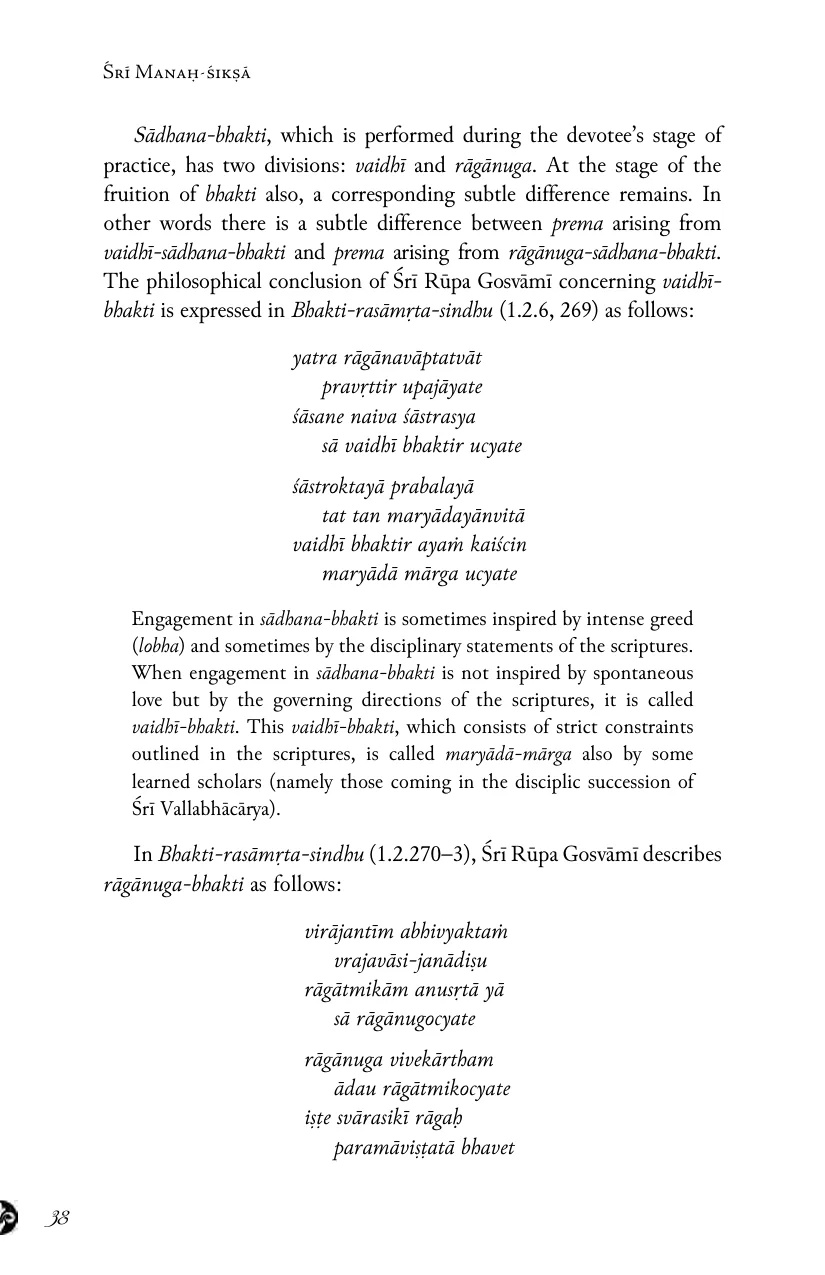 Śrī Manaḥ-śikṣā
Sādhana-bhakti, which is performed during the devotee’s stage of
practice, has two divisions: vaidhī and rāgānuga. At the stage of the
fruition of bhakti also, a corresponding subtle difference remains. In
other words there is a subtle difference between prema arising from
vaidhī-sādhana-bhakti and prema arising from rāgānuga-sādhana-bhakti.
The philosophical conclusion of Śrī Rūpa Gosvāmī concerning vaidhī-
bhakti is expressed in Bhakti-rasāmṛta-sindhu (1.2.6, 269) as follows:
yatra rāgānavāptatvāt
pravṛttir upajāyate
śāsane naiva śāstrasya
sā vaidhī bhaktir ucyate
śāstroktayā prabalayā
tat tan maryādayānvitā
vaidhī bhaktir ayaṁ kaiścin
maryādā mārga ucyate
Engagement in sādhana-bhakti is sometimes inspired by intense greed
(lobha) and sometimes by the disciplinary statements of the scriptures.
When engagement in sādhana-bhakti is not inspired by spontaneous
love but by the governing directions of the scriptures, it is called
vaidhī-bhakti. This vaidhī-bhakti, which consists of strict constraints
outlined in the scriptures, is called maryādā-mārga also by some
learned scholars (namely those coming in the disciplic succession of
Śrī Vallabhācārya).
In Bhakti-rasāmṛta-sindhu (1.2.270–3), Śrī Rūpa Gosvāmī describes
rāgānuga-bhakti as follows:
virājantīm abhivyaktaṁ
vrajavāsi-janādiṣu
rāgātmikām anusṛtā yā
sā rāgānugocyate
rāgānuga vivekārtham
ādau rāgātmikocyate
iṣṭe svārasikī rāgaḥ
paramāviṣṭatā bhavet
38